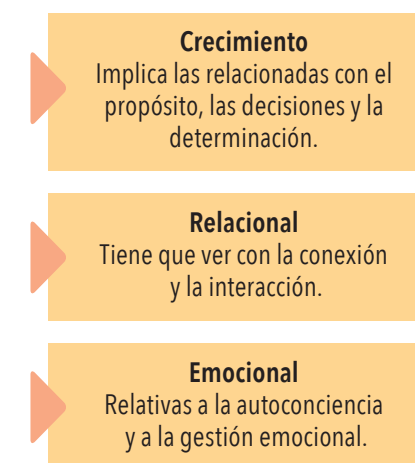 Crecimiento
Implica las relacionadas con el
propósito, las decisiones y la
determinación.
Relacional
Tiene que ver con la conexión
y la interacción.
Emocional
Relativas a la autoconciencia
y a la gestión emocional.